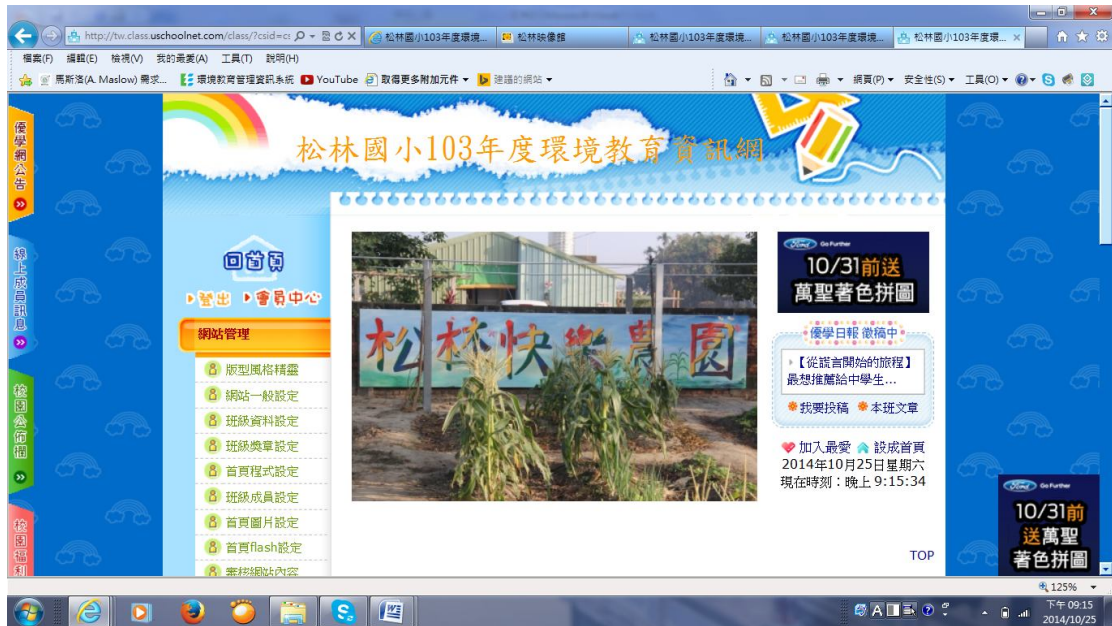 http://tw.class.uschoolnet.com/class/?csid=cs
松林國小103年度環境...
松林映像館
松林國小103年度環境...
松林國小103年度環境...
松林國小103年度環...
檔案(F) 編輯(E) 檢視(V) 我的最愛(A) 工具(T) 說明(H)
馬斯洛(A. Maslow) 需求...
環境教育管理資訊系統
YouTube
取得更多附加元件
建議的網站
網頁(P) 安全性(S) 工具(O)
優學網公告
線上成員訊息
校園公佈欄
校園福利
松林國小103年度環境教育資訊網
回首頁
登出 會員中心
網站管理
版型風格精靈
網站一般設定
班級資料設定
班級獎章設定
首頁程式設定
班級成員設定
首頁圖片設定
首頁flash設定
審核網站內容
松林快樂農園
Ford Go Further
10/31前送
萬聖著色拼圖
優學日報 徵稿中
【從謊言開始的旅程】
最想推薦給中學生...
我要投稿 本班文章
加入最愛 設成首頁
2014年10月25日星期六
現在時刻:晚上 9:15:34
TOP
Ford Go Further
10/31前
送萬聖
著色拼圖
125%
下午 09:15
2014/10/25